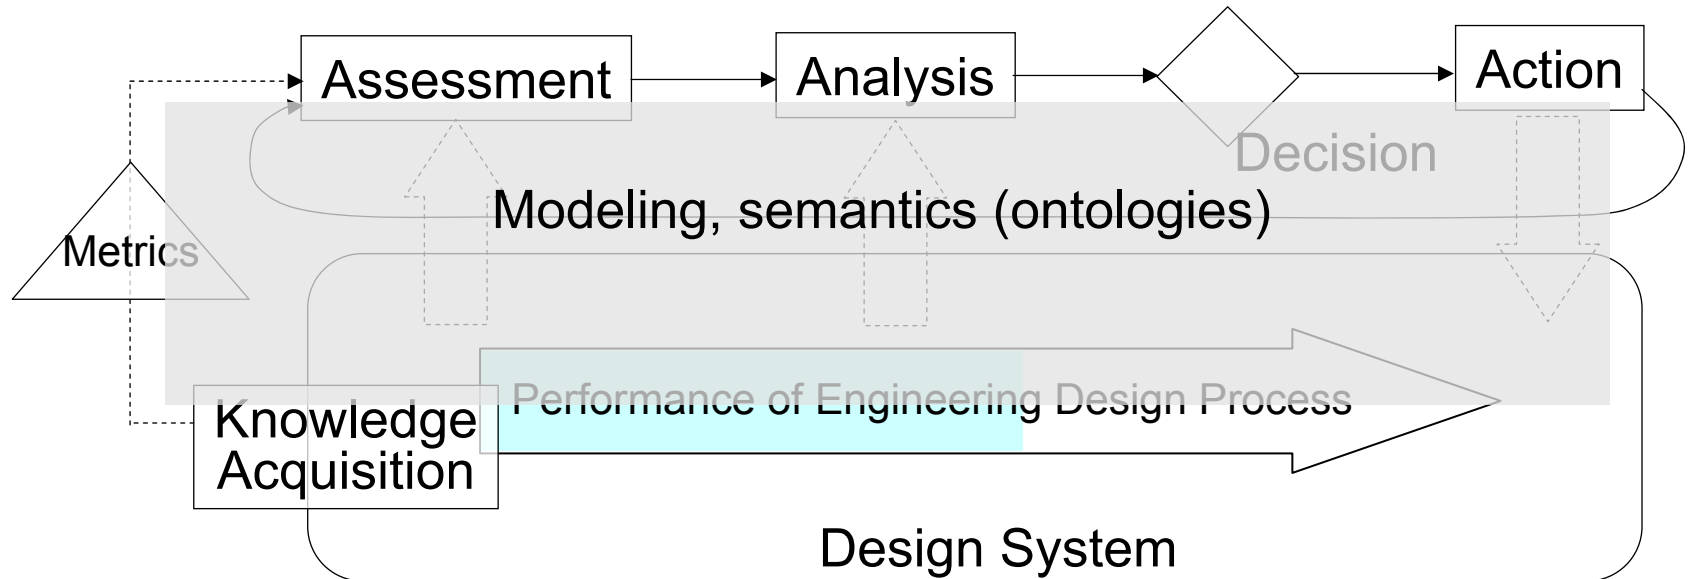 Assessment
Analysis
Action
Decision
Modeling, semantics (ontologies)
Metrics
Performance of Engineering Design Process
Knowledge
Acquisition
Design System